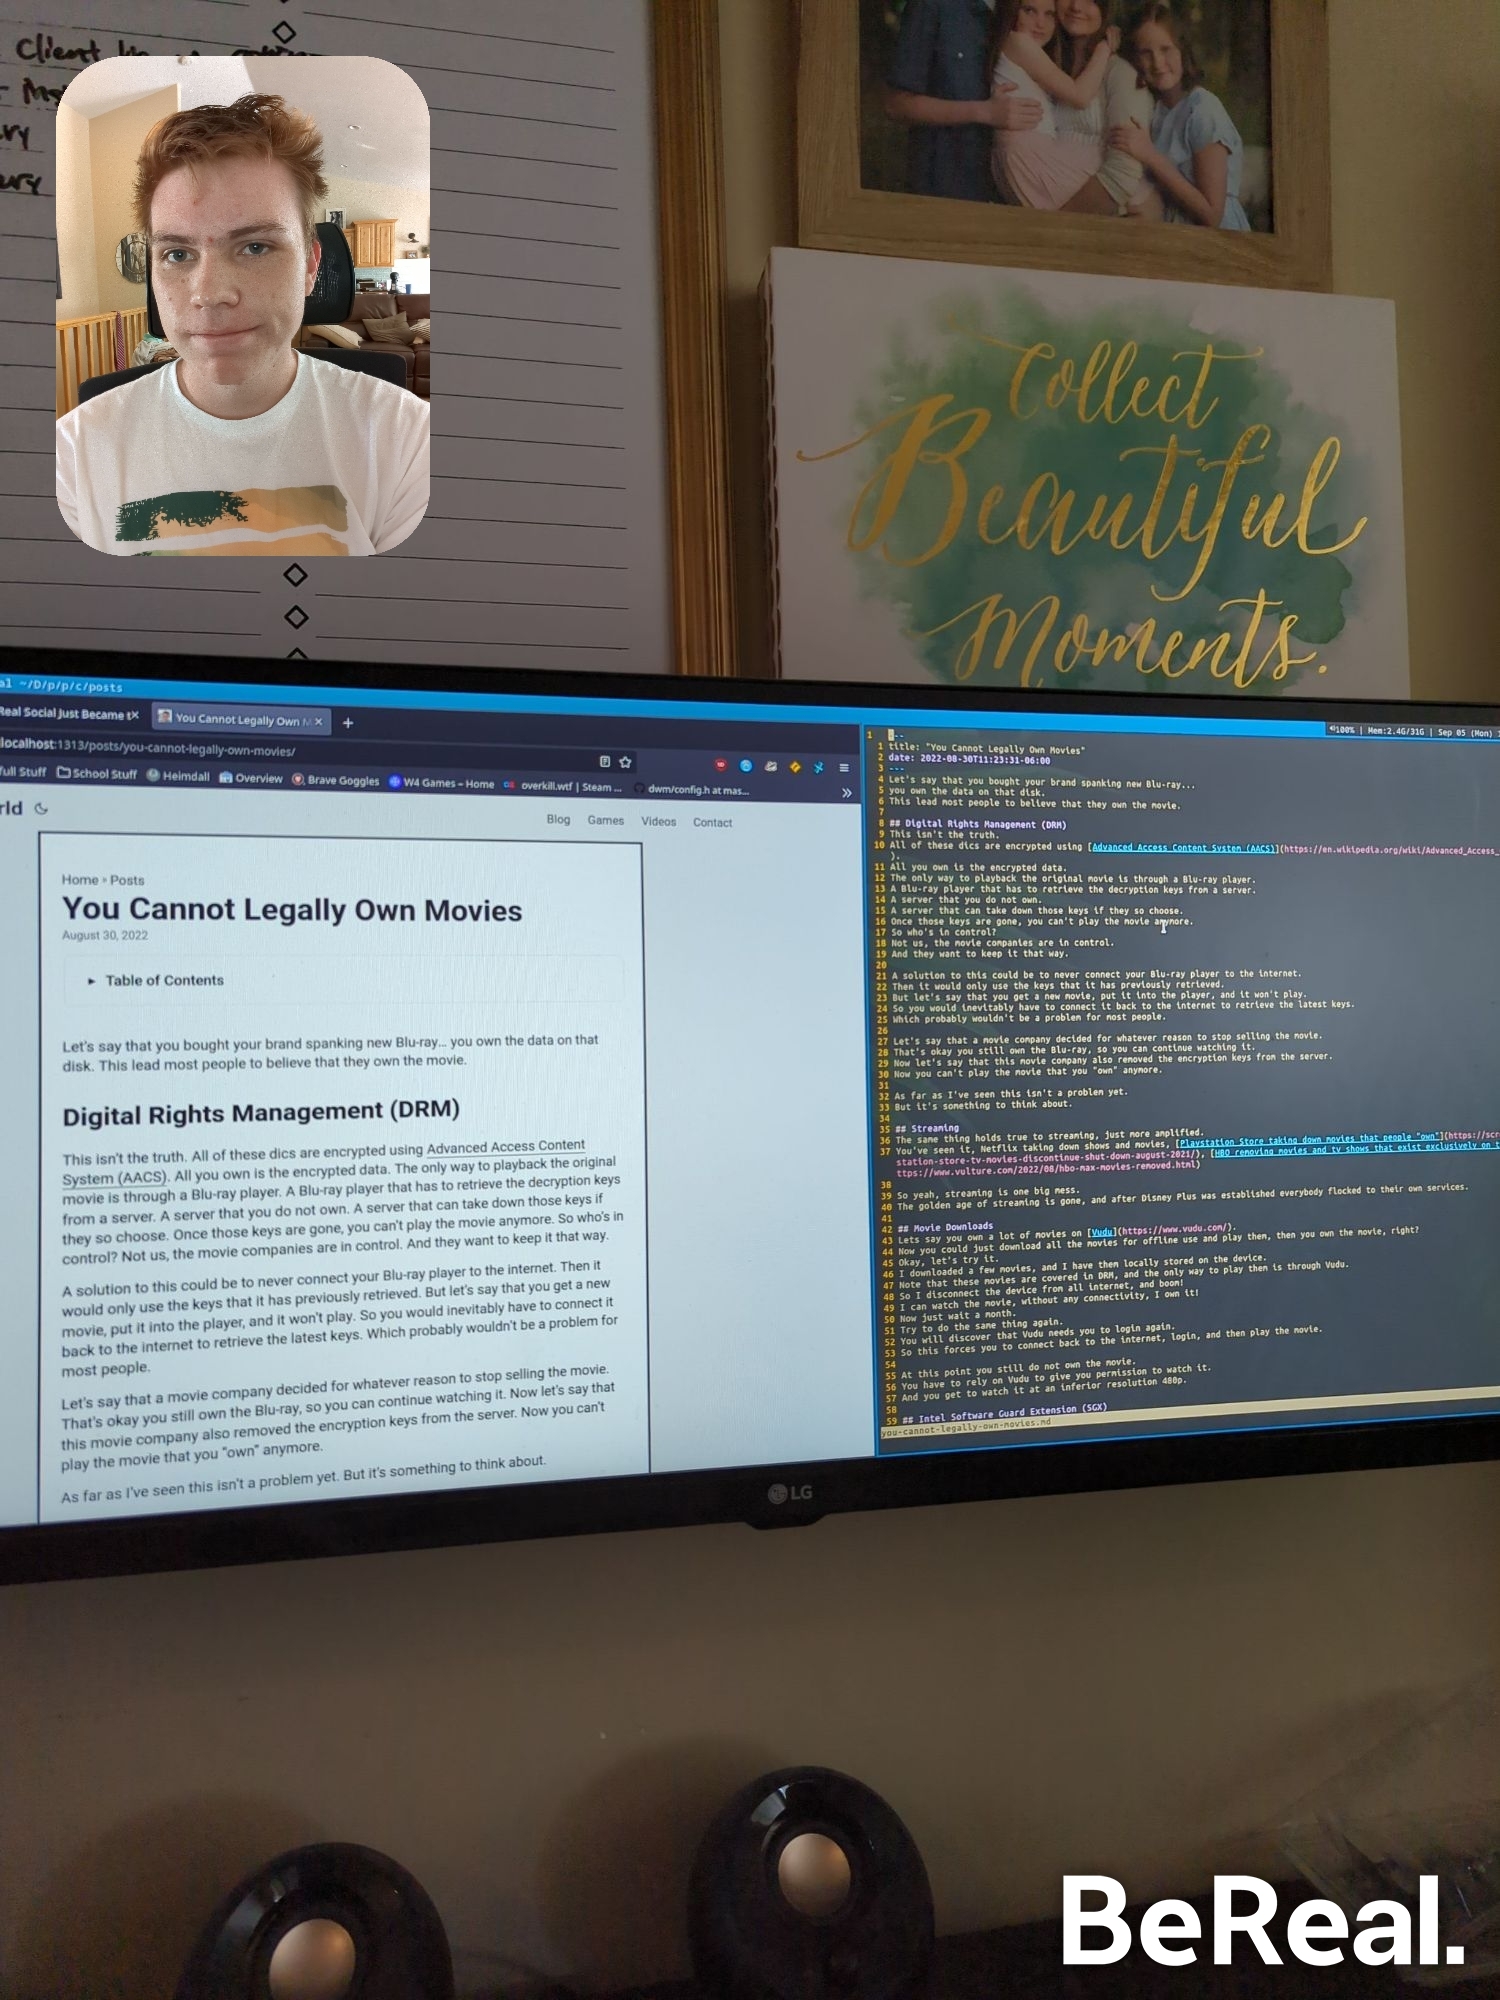 Client
ry
Collect
Beautiful
Moments.
~/D/p/p/c/posts
Real Social Just Became
You Cannot Legally Own M
localhost:1313/posts/you-cannot-legally-own-movies/
full Stuff School Stuff Heimdall Overview Brave Goggles W4 Games – Home overkill.wtf | Steam ... dwm/config.h at mas...
rld
Blog Games Videos Contact
Home » Posts
You Cannot Legally Own Movies
August 30, 2022
Table of Contents
Let's say that you bought your brand spanking new Blu-ray... you own the data on that
disk. This lead most people to believe that they own the movie.
Digital Rights Management (DRM)
This isn't the truth. All of these dics are encrypted using Advanced Access Content
System (AACS). All you own is the encrypted data. The only way to playback the original
movie is through a Blu-ray player. A Blu-ray player that has to retrieve the decryption keys
from a server. A server that you do not own. A server that can take down those keys if
they so choose. Once those keys are gone, you can't play the movie anymore. So who's in
control? Not us, the movie companies are in control. And they want to keep it that way.
A solution to this could be to never connect your Blu-ray player to the internet. Then it
would only use the keys that it has previously retrieved. But let's say that you get a new
movie, put it into the player, and it won't play. So you would inevitably have to connect it
back to the internet to retrieve the latest keys. Which probably wouldn't be a problem for
most people.
Let's say that a movie company decided for whatever reason to stop selling the movie.
That's okay you still own the Blu-ray, so you can continue watching it. Now let's say that
this movie company also removed the encryption keys from the server. Now you can't
play the movie that you "own" anymore.
As far as I've seen this isn't a problem yet. But it's something to think about.
100% | Mem:2.4G/31G | Sep 05 (Mon)
1 ---
1 title: "You Cannot Legally Own Movies"
2 date: 2022-08-30T11:23:31-06:00
3 ---
4 Let's say that you bought your brand spanking new Blu-ray...
5 you own the data on that disk.
6 This lead most people to believe that they own the movie.
7
8 ## Digital Rights Management (DRM)
9 This isn't the truth.
10 All of these dics are encrypted using [Advanced Access Content System (AACS)](https://en.wikipedia.org/wiki/Advanced_Access_
).
11 All you own is the encrypted data.
12 The only way to playback the original movie is through a Blu-ray player.
13 A Blu-ray player that has to retrieve the decryption keys from a server.
14 A server that you do not own.
15 A server that can take down those keys if they so choose.
16 Once those keys are gone, you can't play the movie anymore.
17 So who's in control?
18 Not us, the movie companies are in control.
19 And they want to keep it that way.
20
21 A solution to this could be to never connect your Blu-ray player to the internet.
22 Then it would only use the keys that it has previously retrieved.
23 But let's say that you get a new movie, put it into the player, and it won't play.
24 So you would inevitably have to connect it back to the internet to retrieve the latest keys.
25 Which probably wouldn't be a problem for most people.
26
27 Let's say that a movie company decided for whatever reason to stop selling the movie.
28 That's okay you still own the Blu-ray, so you can continue watching it.
29 Now let's say that this movie company also removed the encryption keys from the server.
30 Now you can't play the movie that you "own" anymore.
31
32 As far as I've seen this isn't a problem yet.
33 But it's something to think about.
34
35 ## Streaming
36 The same thing holds true to streaming, just more amplified.
37 You've seen it, Netflix taking down shows and movies, [Playstation Store taking down movies that people "own"](https://scr
station-store-tv-movies-discontinue-shut-down-august-2021/), [HBO removing movies and tv shows that exist exclusively on t
ttps://www.vulture.com/2022/08/hbo-max-movies-removed.html)
38
39 So yeah, streaming is one big mess.
40 The golden age of streaming is gone, and after Disney Plus was established everybody flocked to their own services.
41
42 ## Movie Downloads
43 Lets say you own a lot of movies on [Vudu](https://www.vudu.com/).
44 Now you could just download all the movies for offline use and play them, then you own the movie, right?
45 Okay, let's try it.
46 I downloaded a few movies, and I have them locally stored on the device.
47 Note that these movies are covered in DRM, and the only way to play them is through Vudu.
48 So I disconnect the device from all internet, and boom!
49 I can watch the movie, without any connectivity, I own it!
50 Now just wait a month.
51 Try to do the same thing again.
52 You will discover that Vudu needs you to login again.
53 So this forces you to connect back to the internet, login, and then play the movie.
54
55 At this point you still do not own the movie.
56 You have to rely on Vudu to give you permission to watch it.
57 And you get to watch it at an inferior resolution 480p.
58
59 ## Intel Software Guard Extension (SGX)
you-cannot-legally-own-movies.md
LG
BeReal.